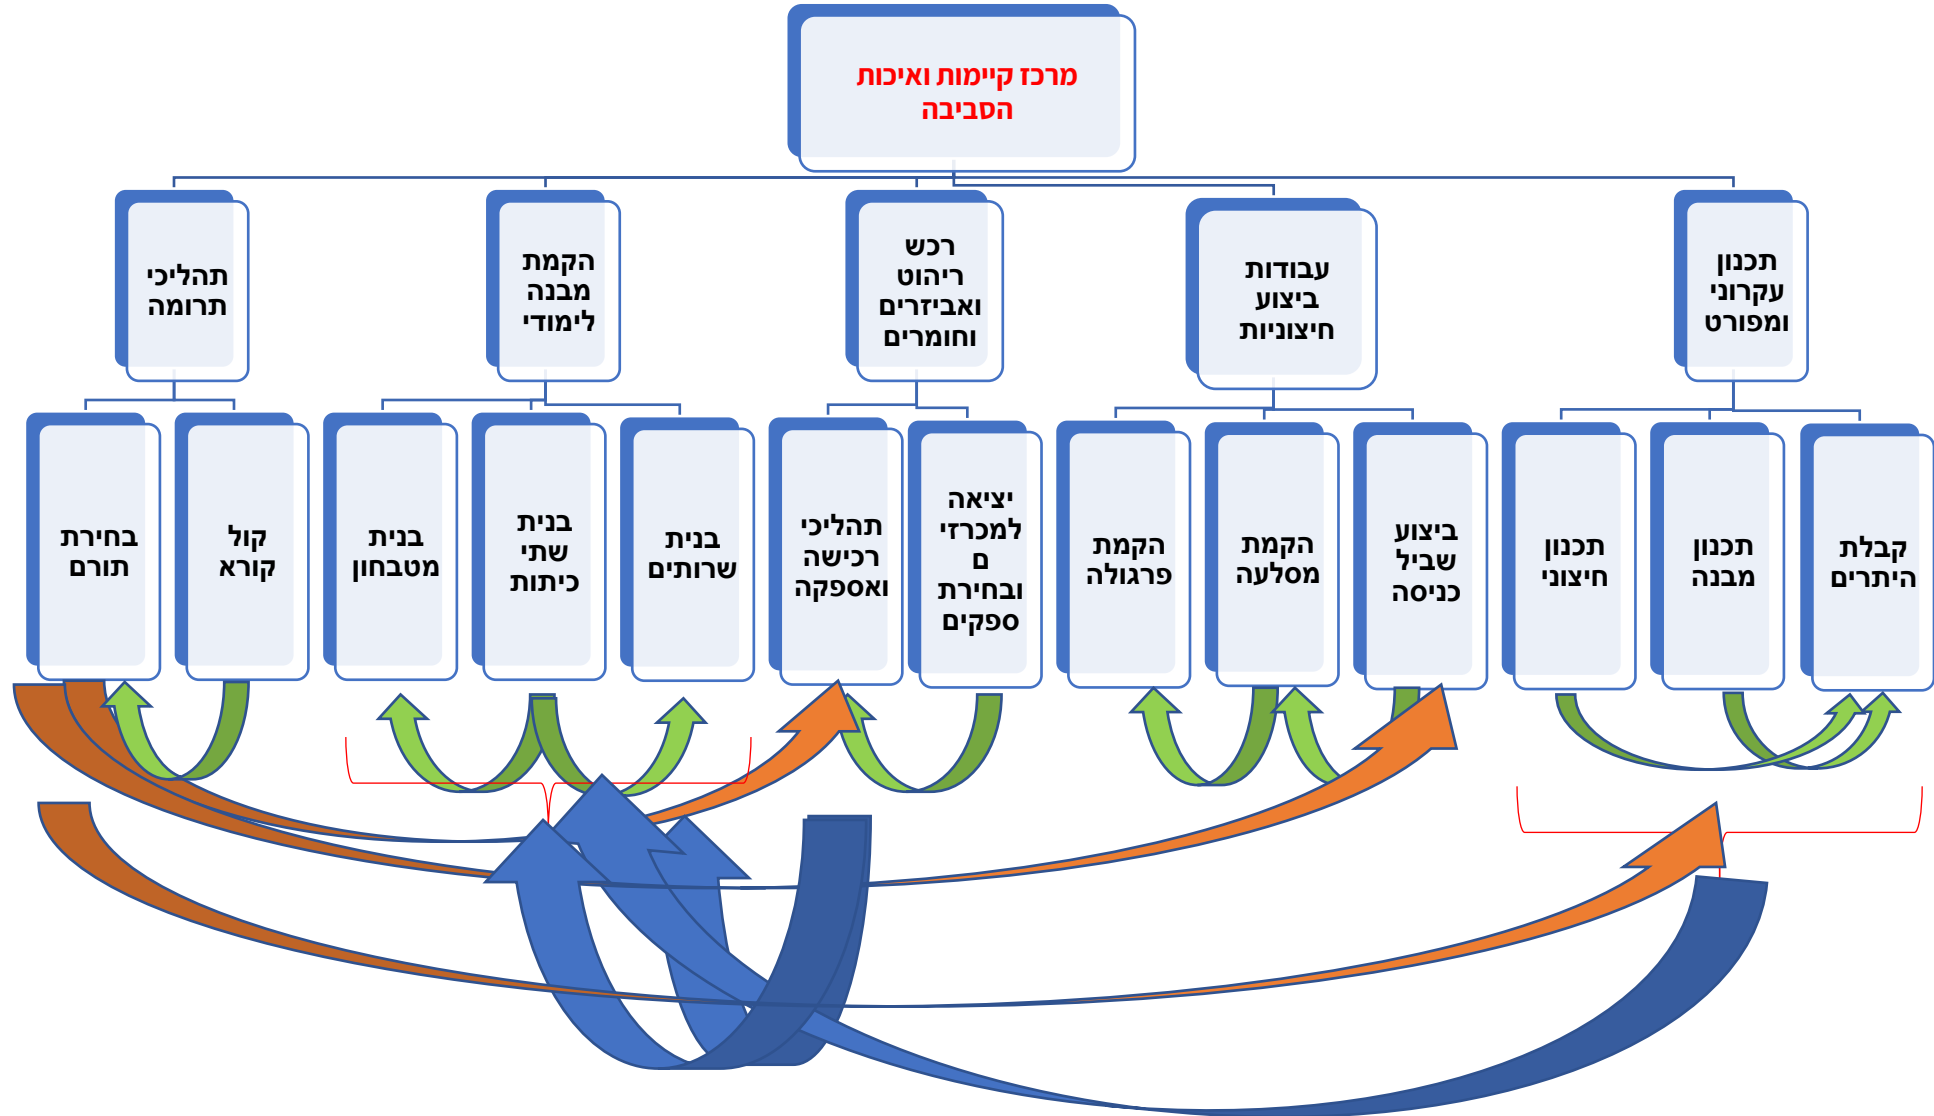 מרכז קיימות ואיכות
הסביבה
תכנון
עקרוני
ומפורט
עבודות
ביצוע
חיצוניות
רכש
ריהוט
ואביזרים
וחומרים
הקמת
מבנה
לימודי
תהליכי
תרומה
קבלת
היתרים
תכנון
מבנה
תכנון
חיצוני
ביצוע
שביל
כניסה
הקמת
מסלעה
הקמת
פרגולה
יציאה
למכרזי
ם
ובחירת
ספקים
תהליכי
רכישה
ואספקה
בנית
שרותים
בנית
שתי
כיתות
בנית
מטבחון
קול
קורא
בחירת
תורם